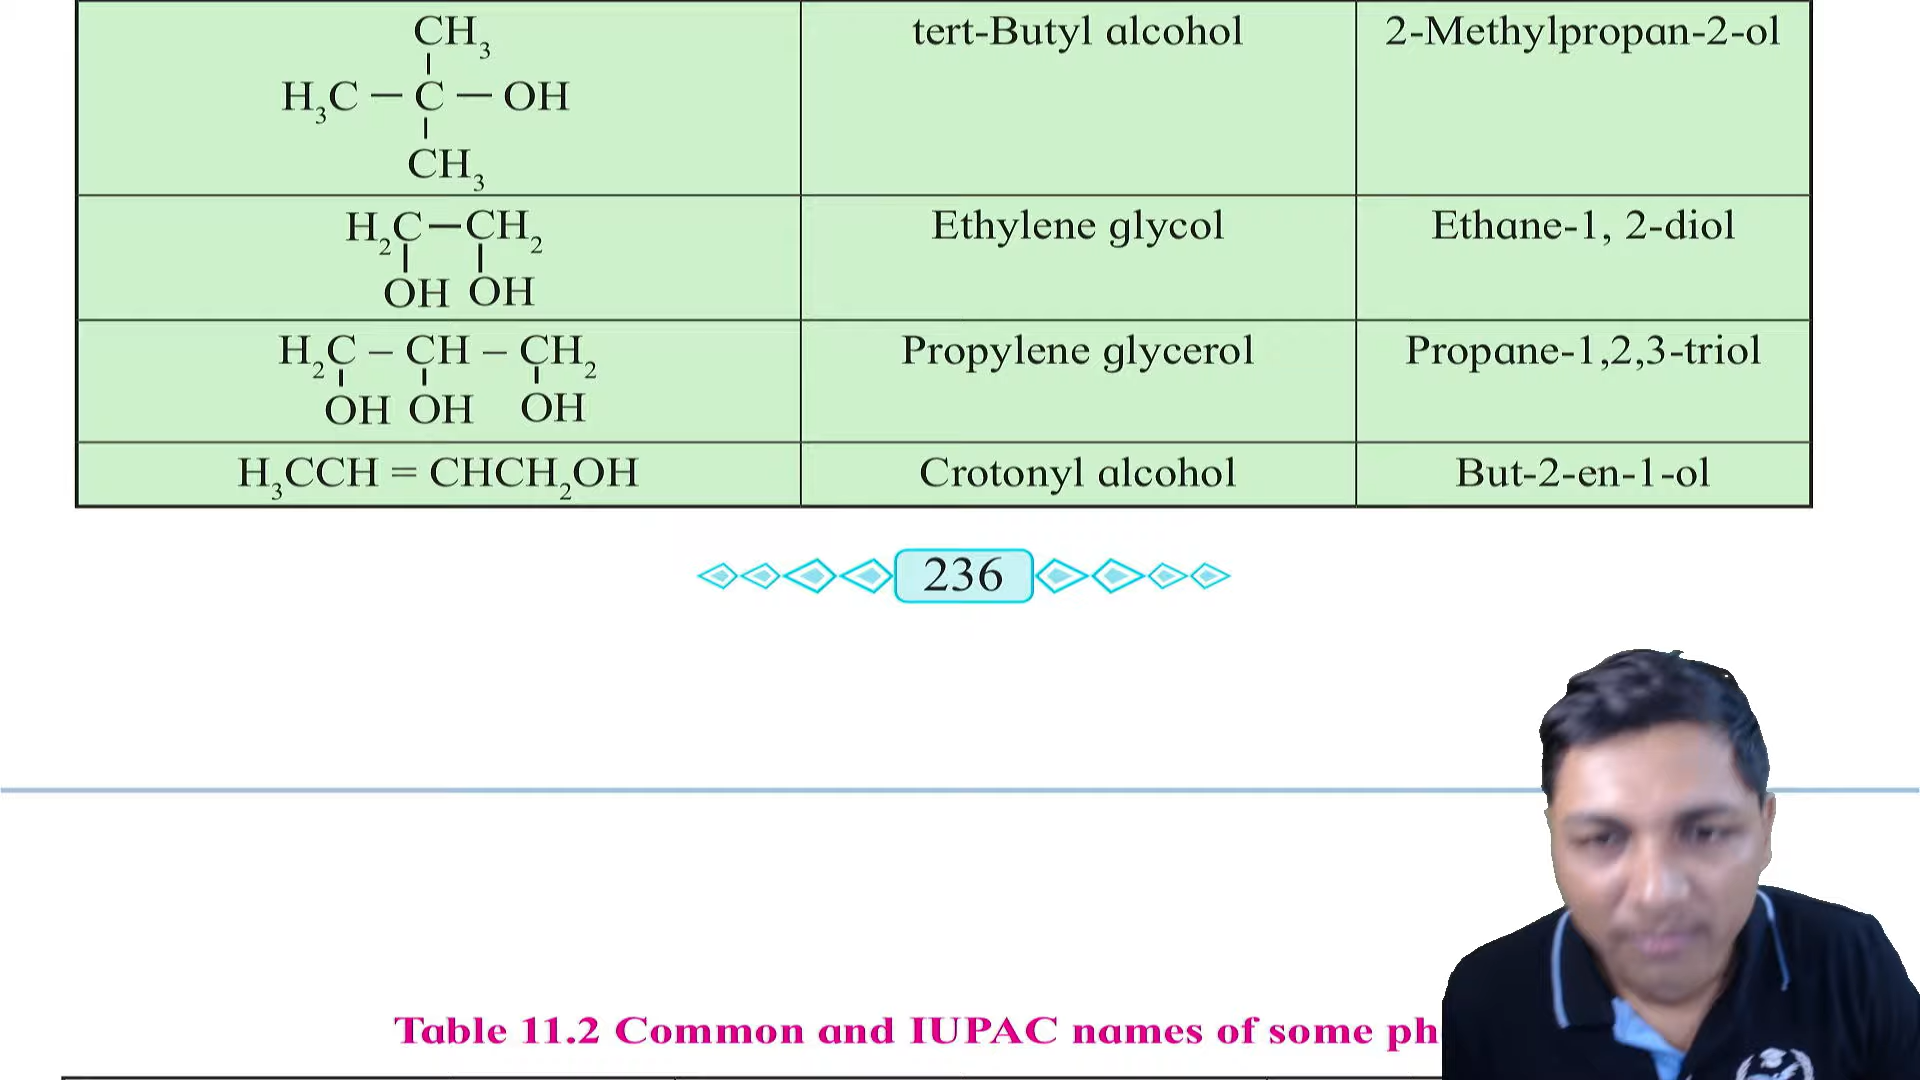 CH₃
H₃C — C — OH
CH₃
tert-Butyl alcohol
2-Methylpropan-2-ol
H₂C—CH₂
OH OH
Ethylene glycol
Ethane-1, 2-diol
H₂C – CH – CH₂
OH OH OH
Propylene glycerol
Propane-1,2,3-triol
H₃CCH = CHCH₂OH
Crotonyl alcohol
But-2-en-1-ol
236
Table 11.2 Common and IUPAC names of some ph